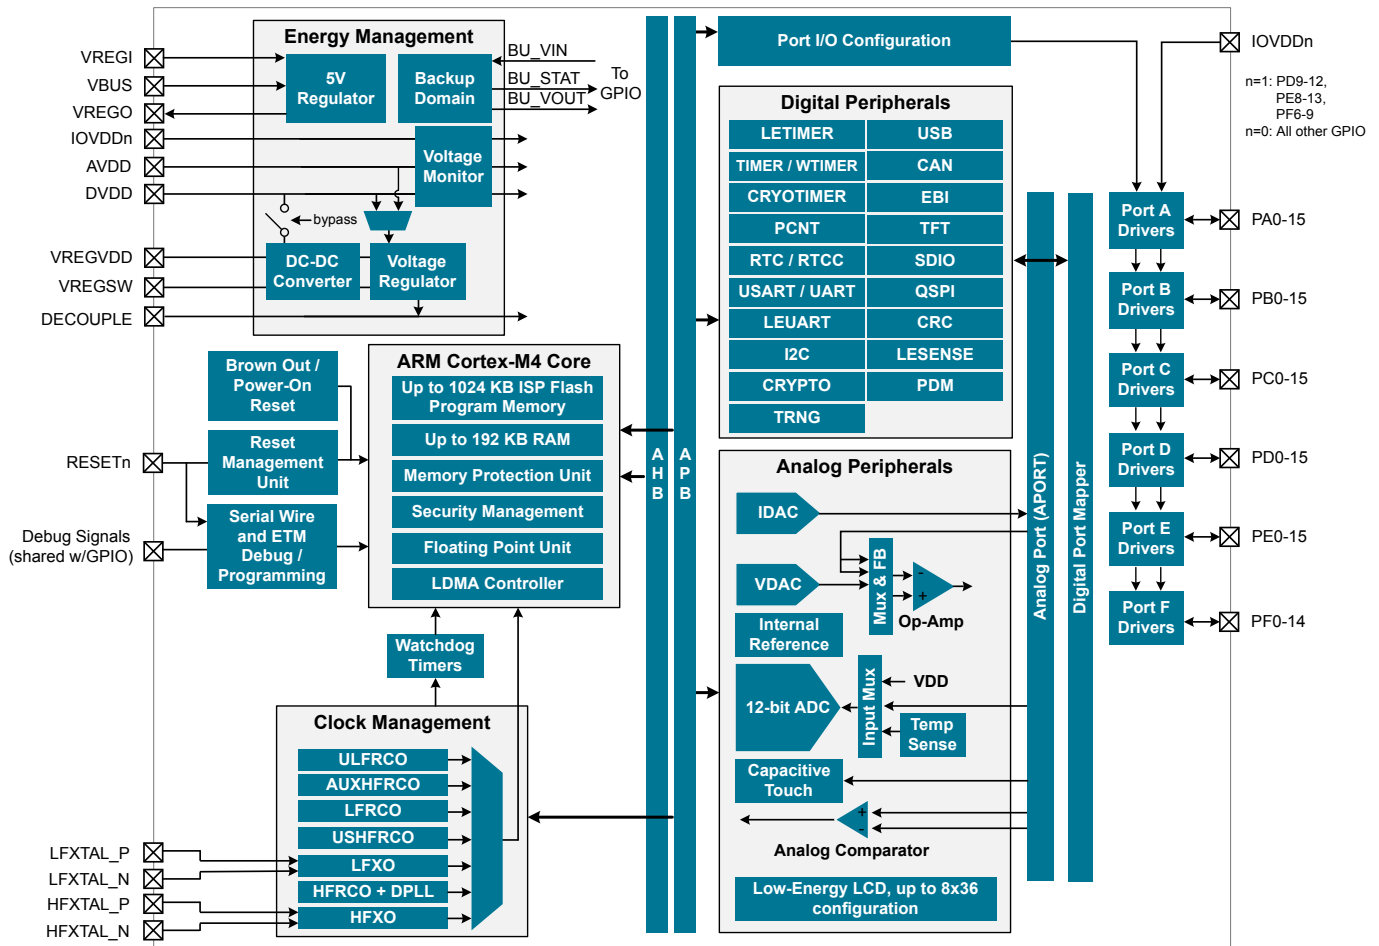 Energy Management
VREGI
VBUS
VREGO
IOVDDn
AVDD
DVDD
VREGVDD
VREGSW
DECOUPLE
5V
Regulator
Backup
Domain
BU_VIN
BU_STAT
BU_VOUT
To
GPIO
Voltage
Monitor
bypass
DC-DC
Converter
Voltage
Regulator
Brown Out /
Power-On
Reset
Reset
Management
Unit
Serial Wire
and ETM
Debug /
Programming
RESETn
Debug Signals
(shared w/GPIO)
ARM Cortex-M4 Core
Up to 1024 KB ISP Flash
Program Memory
Up to 192 KB RAM
Memory Protection Unit
Security Management
Floating Point Unit
LDMA Controller
Watchdog
Timers
Clock Management
ULFRCO
AUXHFRCO
LFRCO
USHFRCO
LFXO
HFRCO + DPLL
HFXO
LFXTAL_P
LFXTAL_N
HFXTAL_P
HFXTAL_N
AHB
APB
Port I/O Configuration
Digital Peripherals
LETIMER
USB
TIMER / WTIMER
CAN
CRYOTIMER
EBI
PCNT
TFT
RTC / RTCC
SDIO
USART / UART
QSPI
LEUART
CRC
I2C
LESENSE
CRYPTO
PDM
TRNG
Analog Peripherals
IDAC
VDAC
Mux & FB
-
+
Op-Amp
Internal
Reference
12-bit ADC
Input Mux
VDD
Temp
Sense
Capacitive
Touch
+
-
Analog Comparator
Low-Energy LCD, up to 8x36
configuration
Analog Port (APORT)
Digital Port Mapper
IOVDDn
n=1: PD9-12,
PE8-13,
PF6-9
n=0: All other GPIO
Port A
Drivers
PA0-15
Port B
Drivers
PB0-15
Port C
Drivers
PC0-15
Port D
Drivers
PD0-15
Port E
Drivers
PE0-15
Port F
Drivers
PF0-14